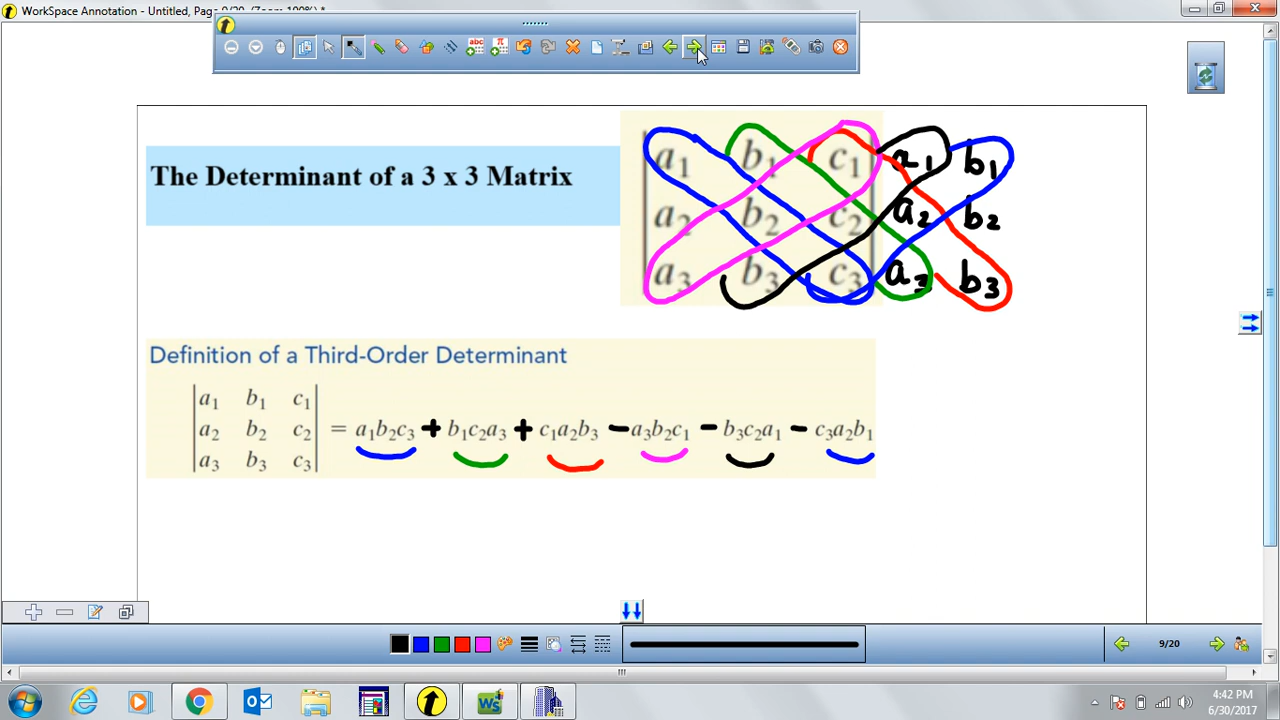 WorkSpace Annotation - Untitled, Page 9/20 (Zoom 100%) *
abc
π
The Determinant of a 3 x 3 Matrix
a₁ b₁ c₁ a₁ b₁
a₂ b₂ c₂ a₂ b₂
a₃ b₃ c₃ a₃ b₃
Definition of a Third-Order Determinant
a₁ b₁ c₁
a₂ b₂ c₂ = a₁b₂c₃ + b₁c₂a₃ + c₁a₂b₃ − a₃b₂c₁ − b₃c₂a₁ − c₃a₂b₁
a₃ b₃ c₃
9/20
Ws
4:42 PM
6/30/2017